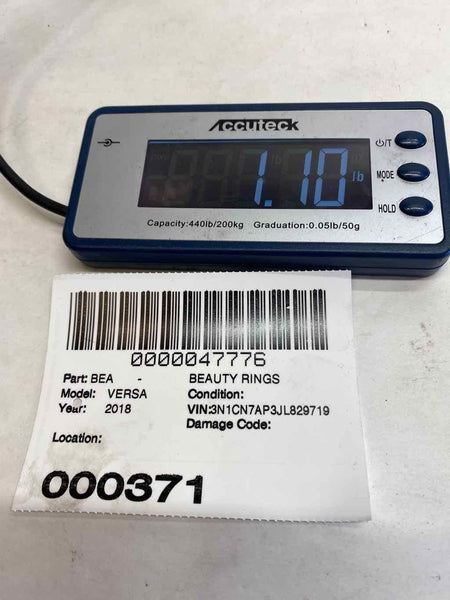 Accuteck
⏻/T
1.10 lb
MODE
HOLD
Capacity:440lb/200kg Graduation:0.05lb/50g
0000047776
Part: BEA - BEAUTY RINGS
Model: VERSA Condition:
Year: 2018 VIN:3N1CN7AP3JL829719
Damage Code:
Location:
000371